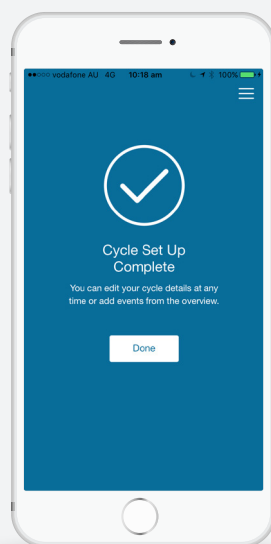 vodafone AU 4G 10:18 am 100%
Cycle Set Up
Complete
You can edit your cycle details at any
time or add events from the overview.
Done